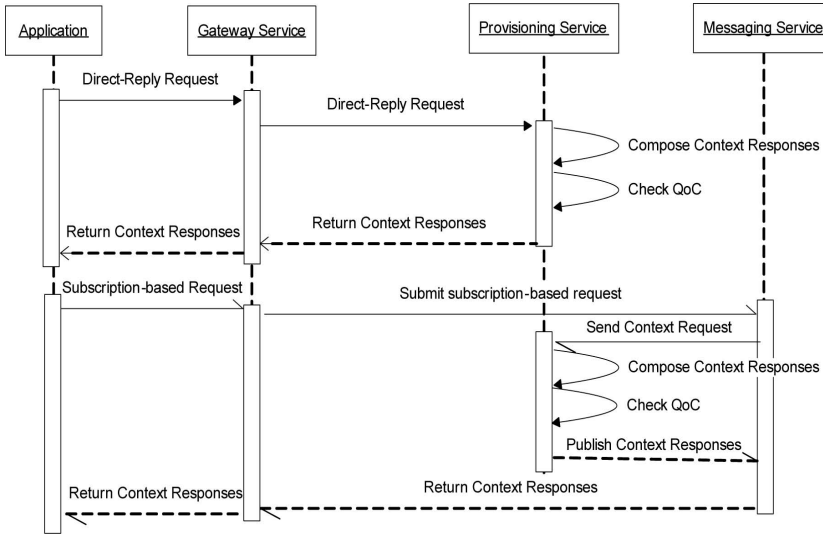 Application
Gateway Service
Provisioning Service
Messaging Service
Direct-Reply Request
Direct-Reply Request
Compose Context Responses
Check QoC
Return Context Responses
Return Context Responses
Subscription-based Request
Submit subscription-based request
Send Context Request
Compose Context Responses
Check QoC
Publish Context Responses
Return Context Responses
Return Context Responses